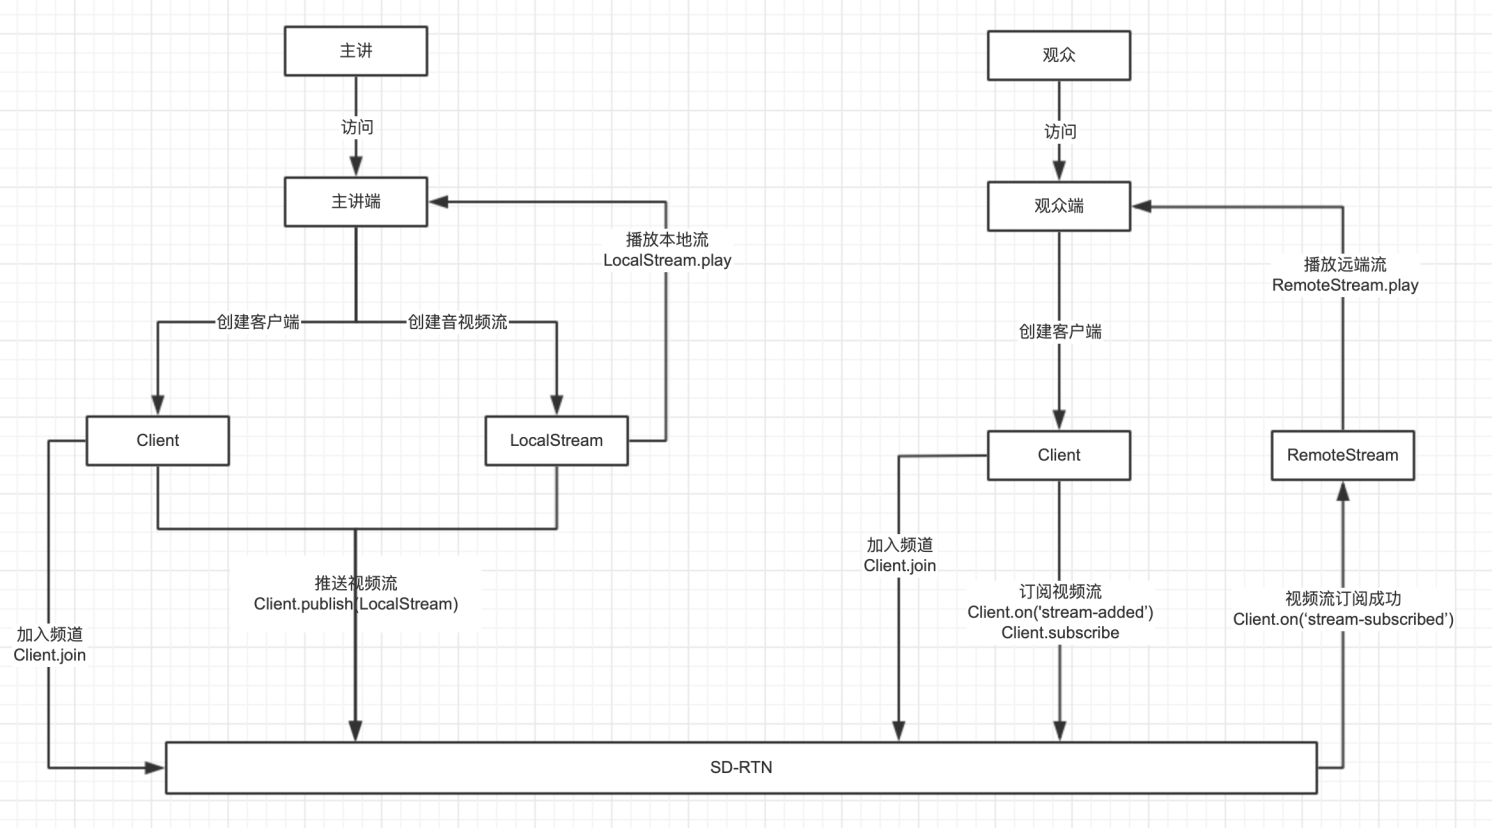 主讲
访问
主讲端
播放本地流
LocalStream.play
创建客户端
创建音视频流
Client
LocalStream
推送视频流
Client.publish(LocalStream)
加入频道
Client.join
观众
访问
观众端
播放远端流
RemoteStream.play
创建客户端
Client
RemoteStream
加入频道
Client.join
订阅视频流
Client.on('stream-added’)
Client.subscribe
视频流订阅成功
Client.on(‘stream-subscribed’)
SD-RTN